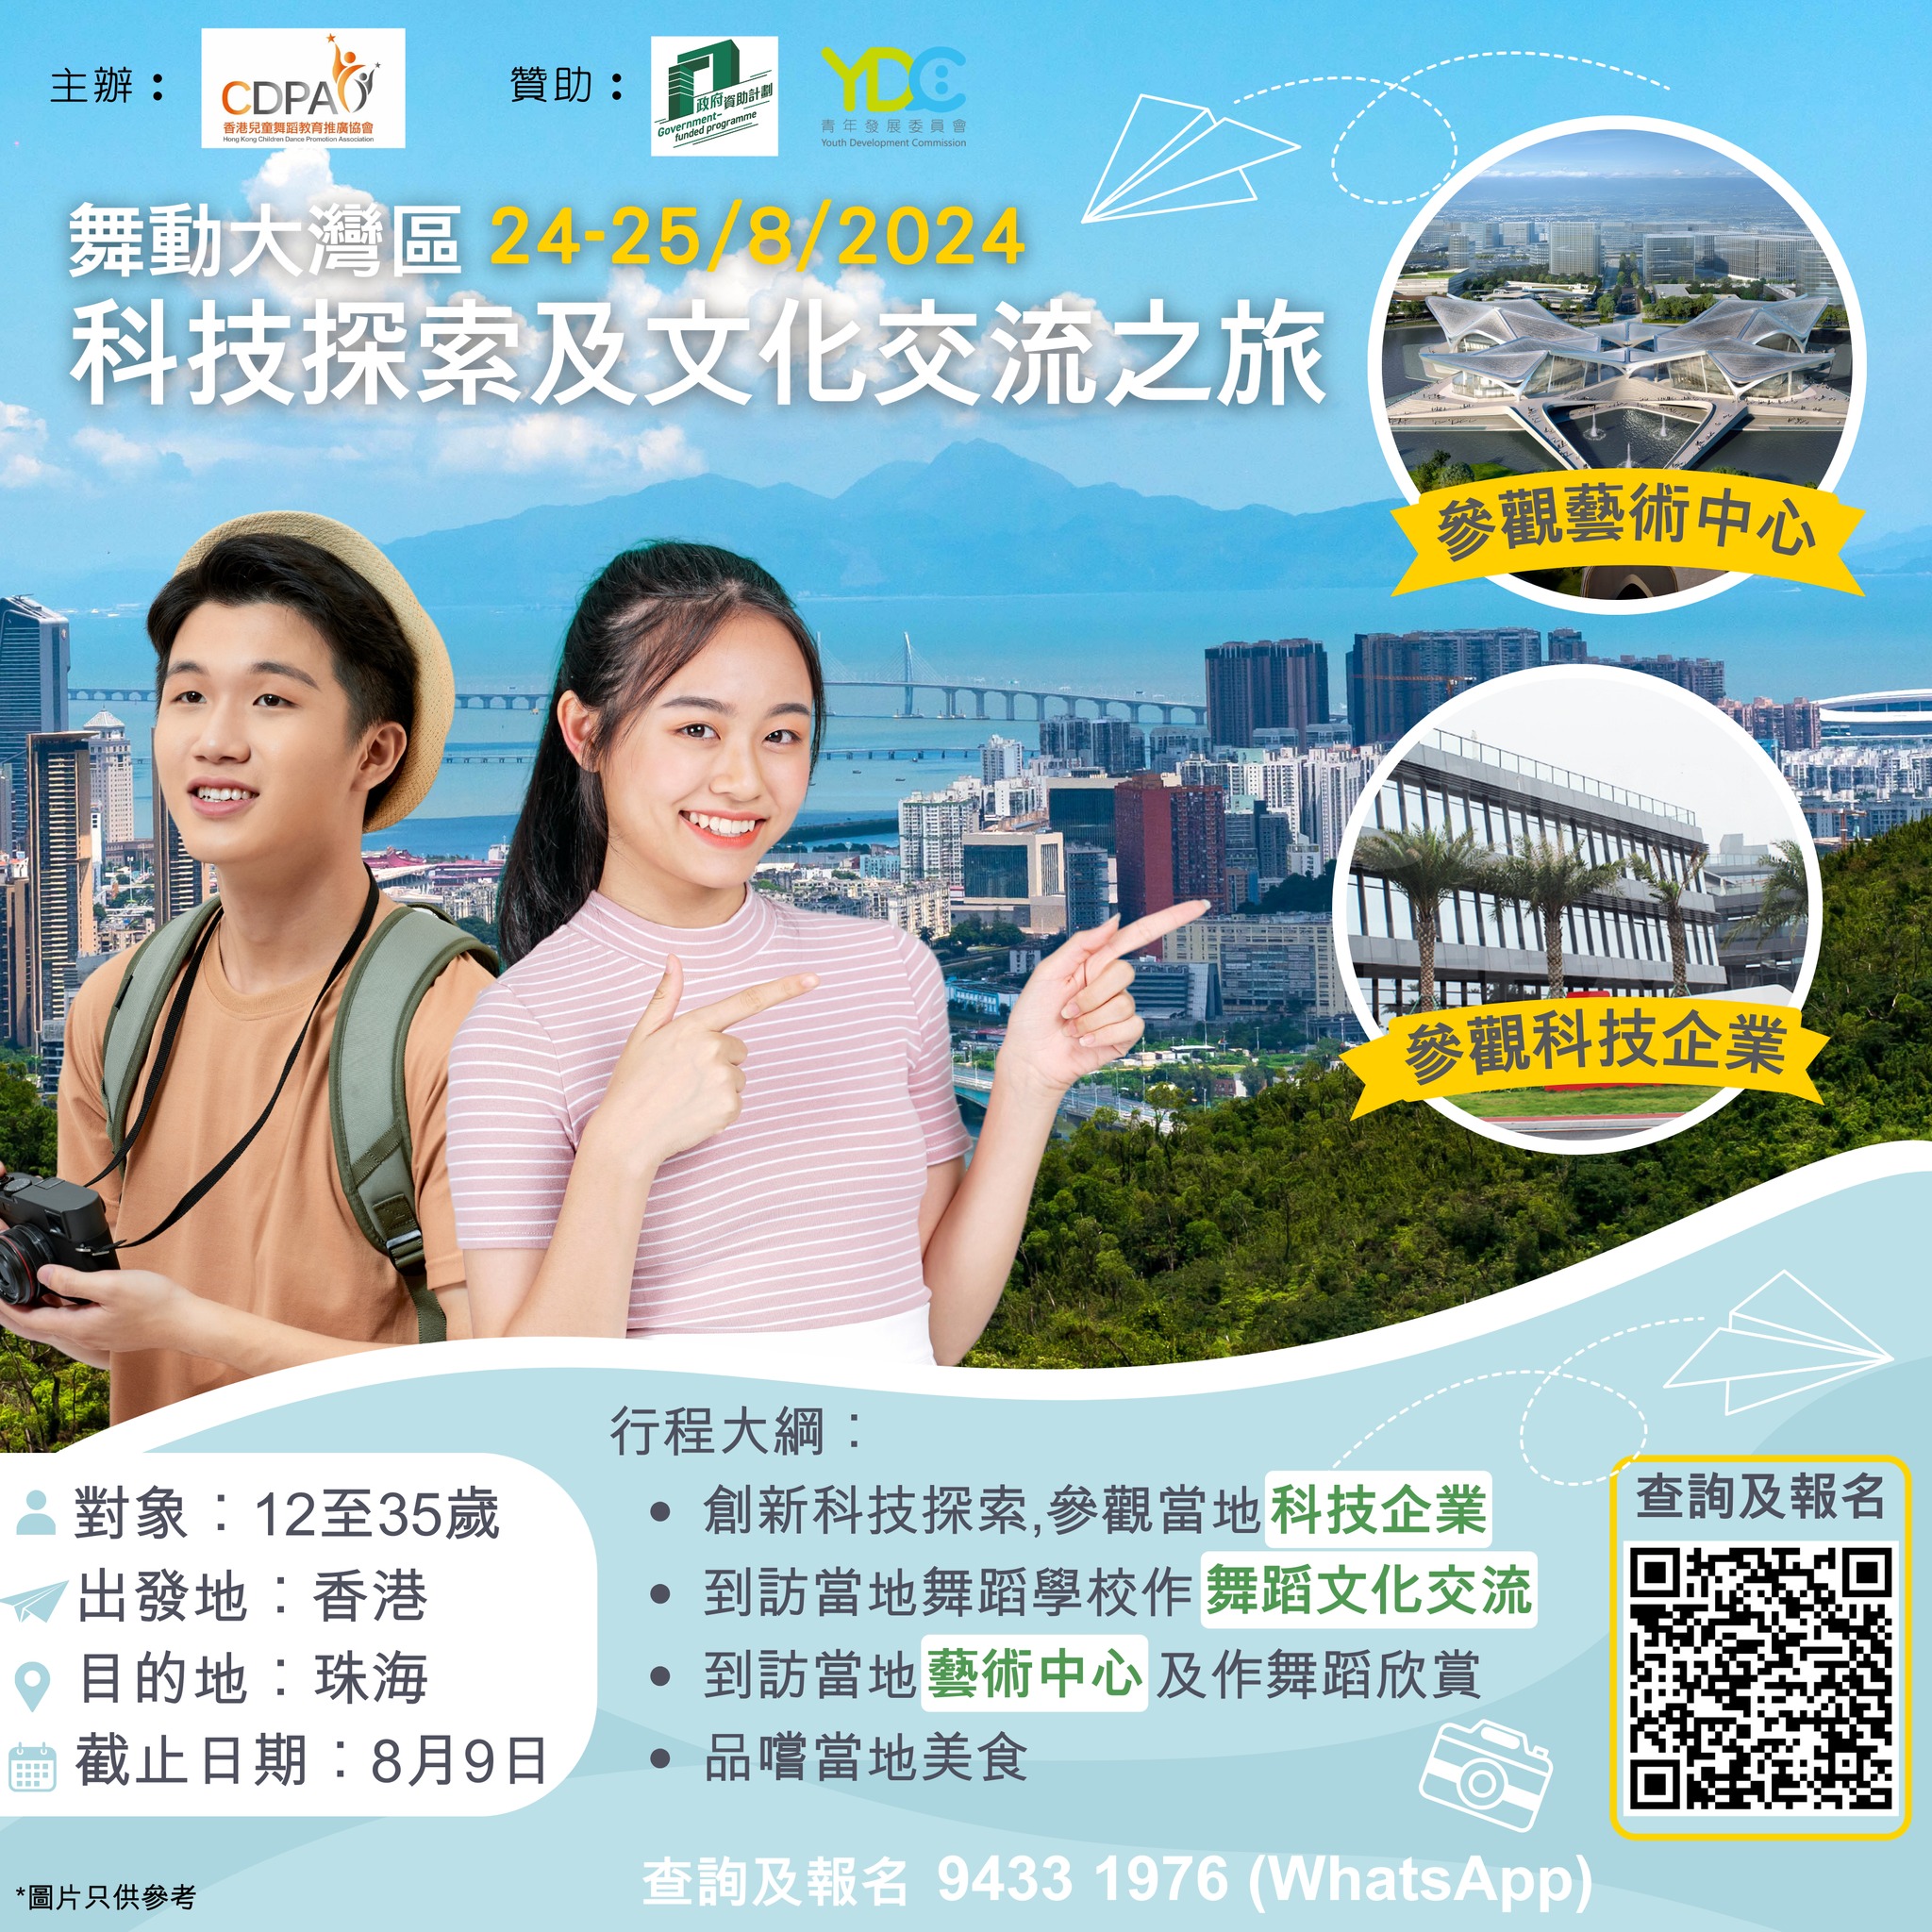 主辦：
CDPA
香港兒童舞蹈教育推廣協會
Hong Kong Children Dance Promotion Association
贊助：
政府資助計劃
Government-
funded programme
YDC
青年發展委員會
Youth Development Commission
舞動大灣區 24-25/8/2024
科技探索及文化交流之旅
參觀藝術中心
參觀科技企業
對象：12至35歲
出發地：香港
目的地：珠海
截止日期：8月9日
行程大綱：
• 創新科技探索,參觀當地科技企業
• 到訪當地舞蹈學校作 舞蹈文化交流
• 到訪當地 藝術中心 及作舞蹈欣賞
• 品嚐當地美食
查詢及報名
查詢及報名 9433 1976 (WhatsApp)
*圖片只供參考